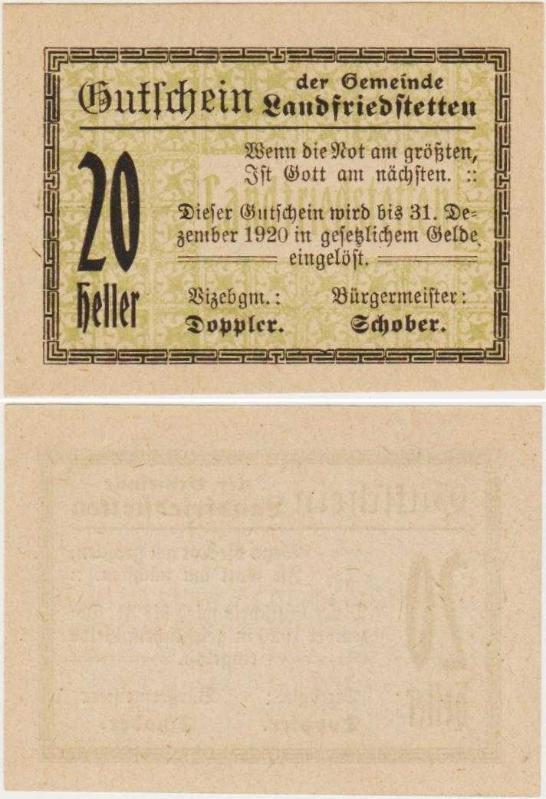 Gutschein der Gemeinde
Landfriedstetten
20
Heller
Wenn die Not am größten,
Ist Gott am nächsten. ::
Dieser Gutschein wird bis 31. De-
zember 1920 in gesetzlichem Gelde
eingelöst.
Vizebgm.: Bürgermeister:
Doppler. Schober.